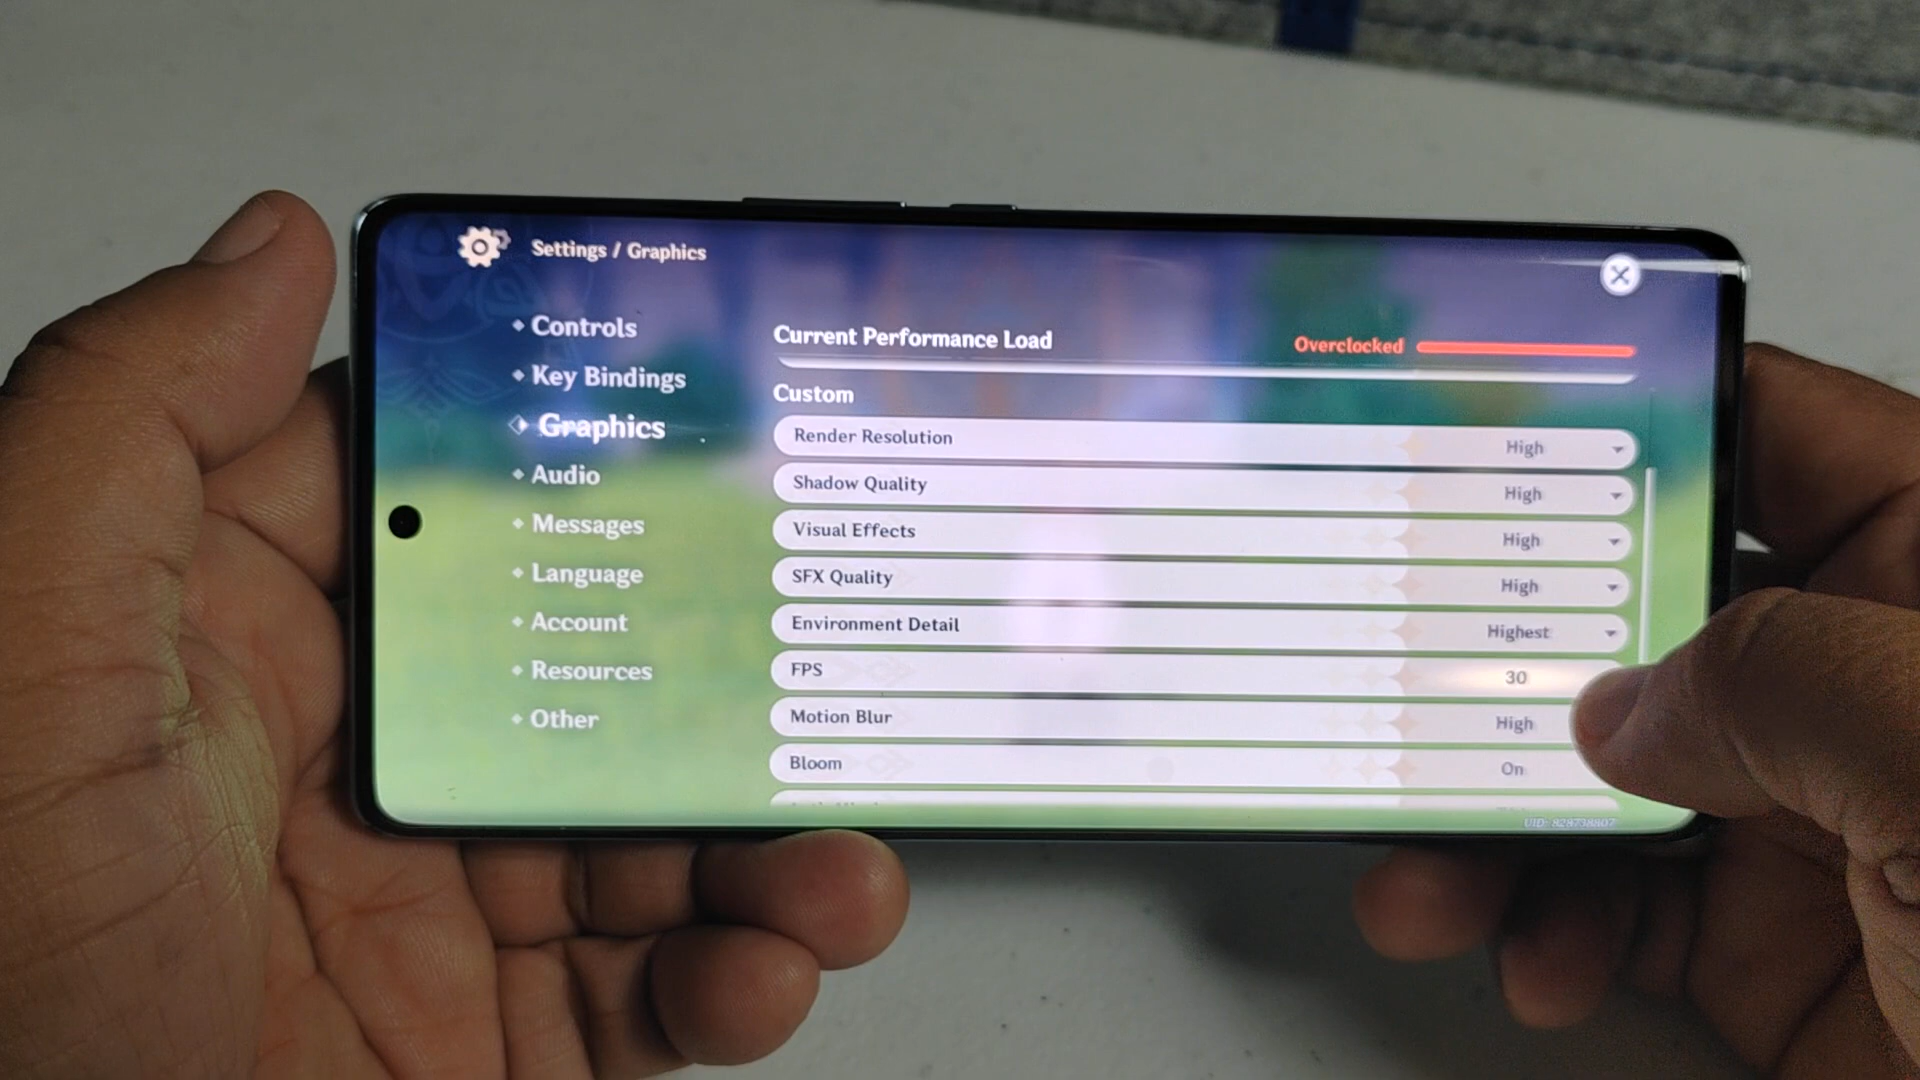 Settings / Graphics
Controls
Key Bindings
Graphics
Audio
Messages
Language
Account
Resources
Other
Current Performance Load Overclocked
Custom
Render Resolution High
Shadow Quality High
Visual Effects High
SFX Quality High
Environment Detail Highest
FPS 30
Motion Blur High
Bloom On
UID: 828738807